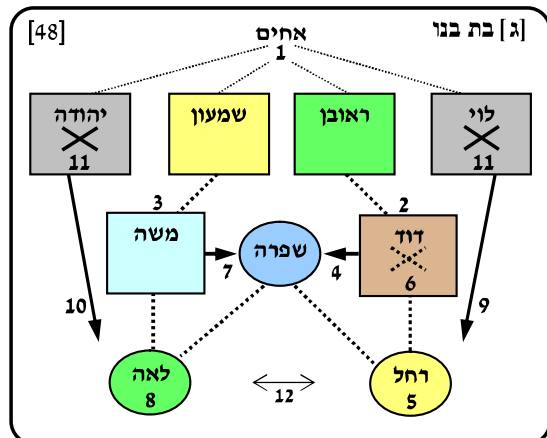 [ג] בת בנו
[48]
אחים
1
לוי
11
ראובן
שמעון
יהודה
11
2
3
דוד
6
שפרה
משה
4
7
9
10
רחל
5
12
לאה
8